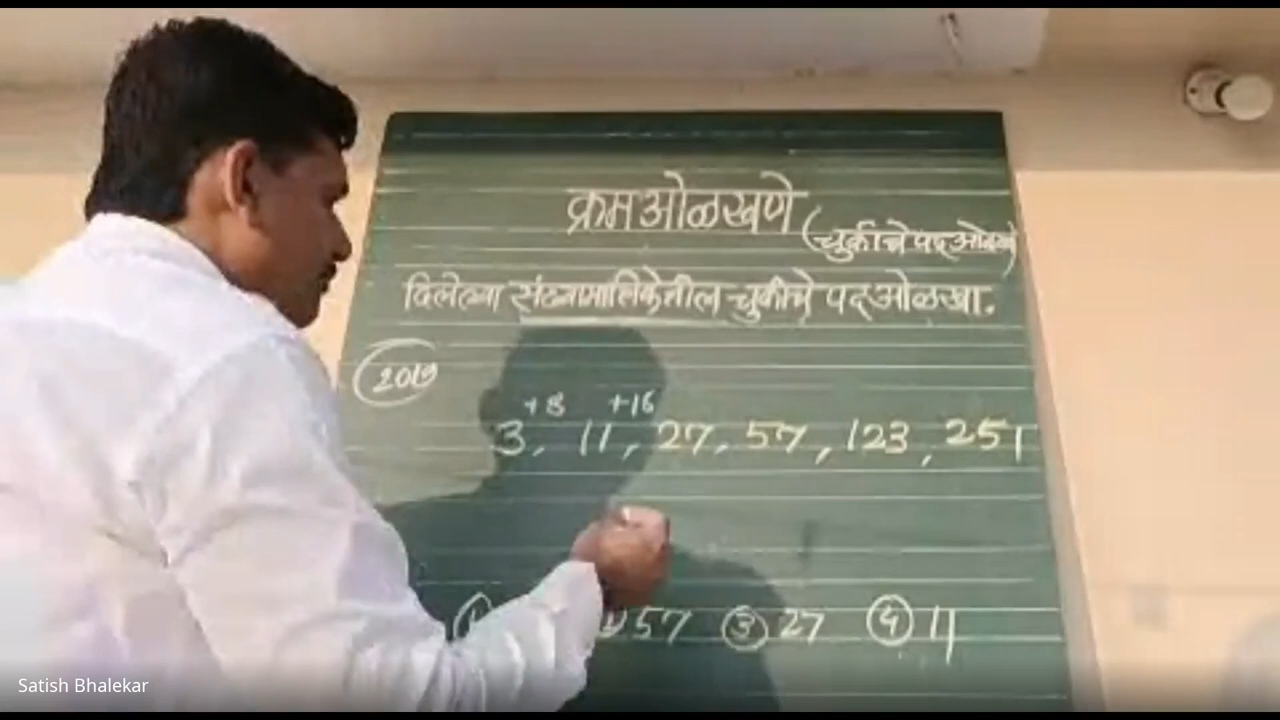 क्रम ओळखणे
(चुकीचे पद ओळखणे)
दिलेल्या संख्यामालिकेतील चुकीचे पद ओळखा.
2019
+8 +16
3, 11, 27, 57, 123, 251
57 ③ 27 ④ 11
Satish Bhalekar